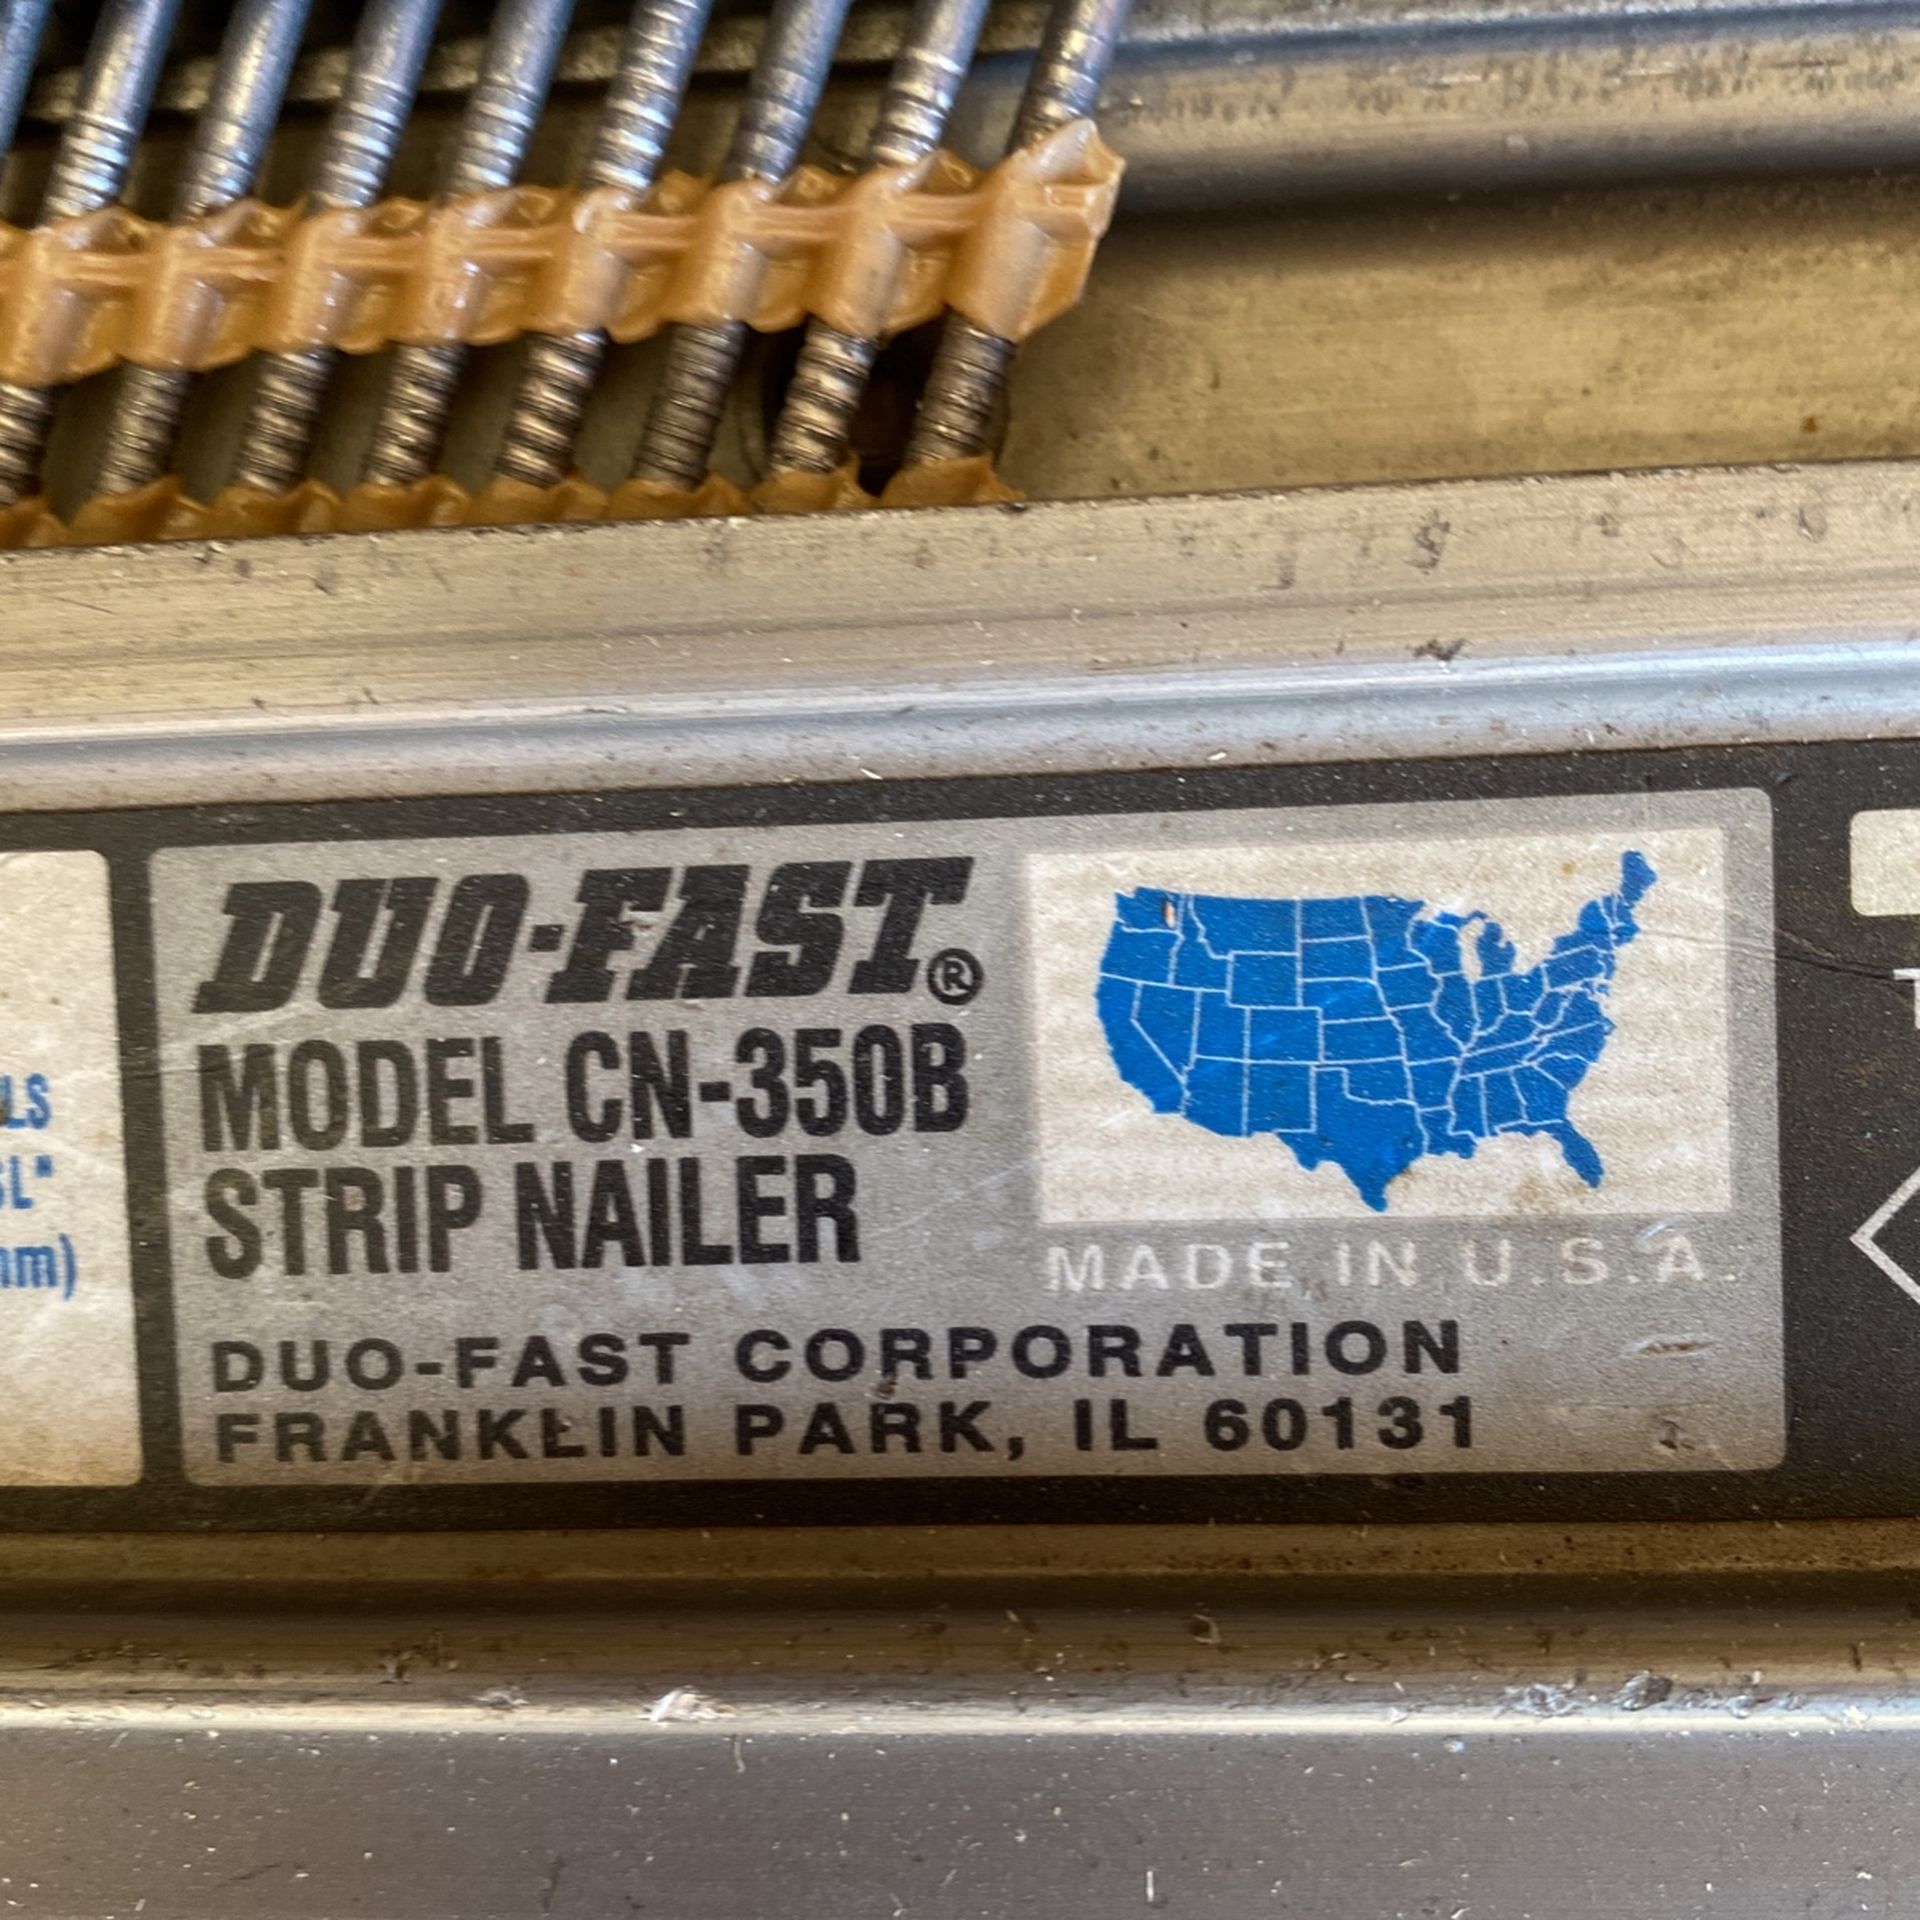 DUO-FAST®
MODEL CN-350B
STRIP NAILER
MADE IN U.S.A.
DUO-FAST CORPORATION
FRANKLIN PARK, IL 60131